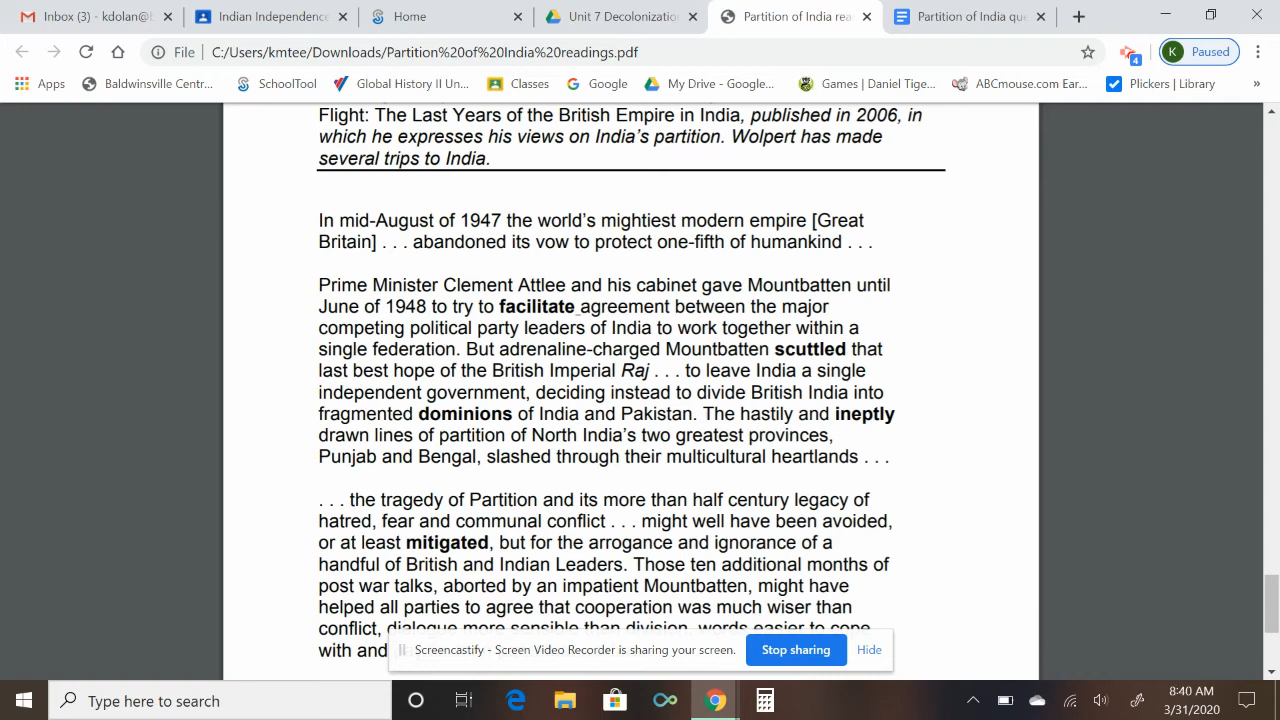 Inbox (3) - kdolan@
Indian Independence
Home
Unit 7 Decolonizatio
Partition of India rea
Partition of India que
File
C:/Users/kmtee/Downloads/Partition%20of%20India%20readings.pdf
4
K
Paused
Apps
Baldwinsville Centr...
SchoolTool
Global History II Un...
Classes
Google
My Drive - Google...
Games | Daniel Tige...
ABCmouse.com Ear...
Plickers | Library
»
Flight: The Last Years of the British Empire in India, published in 2006, in
which he expresses his views on India's partition. Wolpert has made
several trips to India.
In mid-August of 1947 the world's mightiest modern empire [Great
Britain] . . . abandoned its vow to protect one-fifth of humankind . . .
Prime Minister Clement Attlee and his cabinet gave Mountbatten until
June of 1948 to try to facilitate agreement between the major
competing political party leaders of India to work together within a
single federation. But adrenaline-charged Mountbatten scuttled that
last best hope of the British Imperial Raj . . . to leave India a single
independent government, deciding instead to divide British India into
fragmented dominions of India and Pakistan. The hastily and ineptly
drawn lines of partition of North India's two greatest provinces,
Punjab and Bengal, slashed through their multicultural heartlands . . .
. . . the tragedy of Partition and its more than half century legacy of
hatred, fear and communal conflict . . . might well have been avoided,
or at least mitigated, but for the arrogance and ignorance of a
handful of British and Indian Leaders. Those ten additional months of
post war talks, aborted by an impatient Mountbatten, might have
helped all parties to agree that cooperation was much wiser than
conflict, dialogue more sensible than division, words easier to cope
with and
Screencastify - Screen Video Recorder is sharing your screen.
Stop sharing
Hide
Type here to search
8:40 AM
3/31/2020